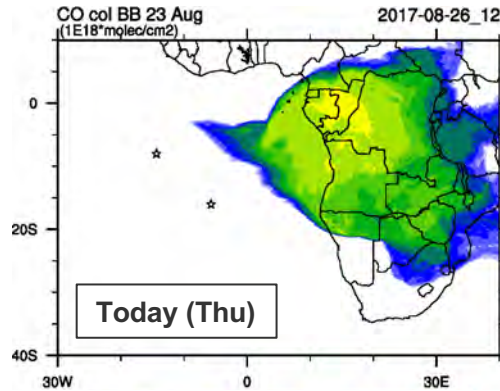 CO col BB 23 Aug 2017-08-26_12
(1E18*molec/cm2)
0
20S
Today (Thu)
40S
30W 0 30E